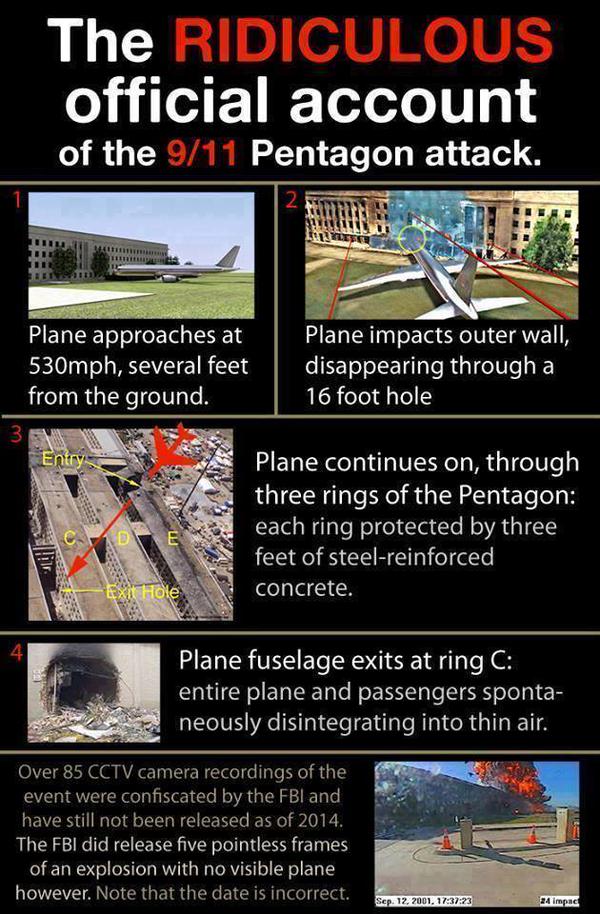 The RIDICULOUS
official account
of the 9/11 Pentagon attack.
1
Plane approaches at
530mph, several feet
from the ground.
2
Plane impacts outer wall,
disappearing through a
16 foot hole
3
Entry
C D E
Exit Hole
Plane continues on, through
three rings of the Pentagon:
each ring protected by three
feet of steel-reinforced
concrete.
4
Plane fuselage exits at ring C:
entire plane and passengers sponta-
neously disintegrating into thin air.
Over 85 CCTV camera recordings of the
event were confiscated by the FBI and
have still not been released as of 2014.
The FBI did release five pointless frames
of an explosion with no visible plane
however. Note that the date is incorrect.
Sep. 12, 2001, 17:37:23 #4 impact